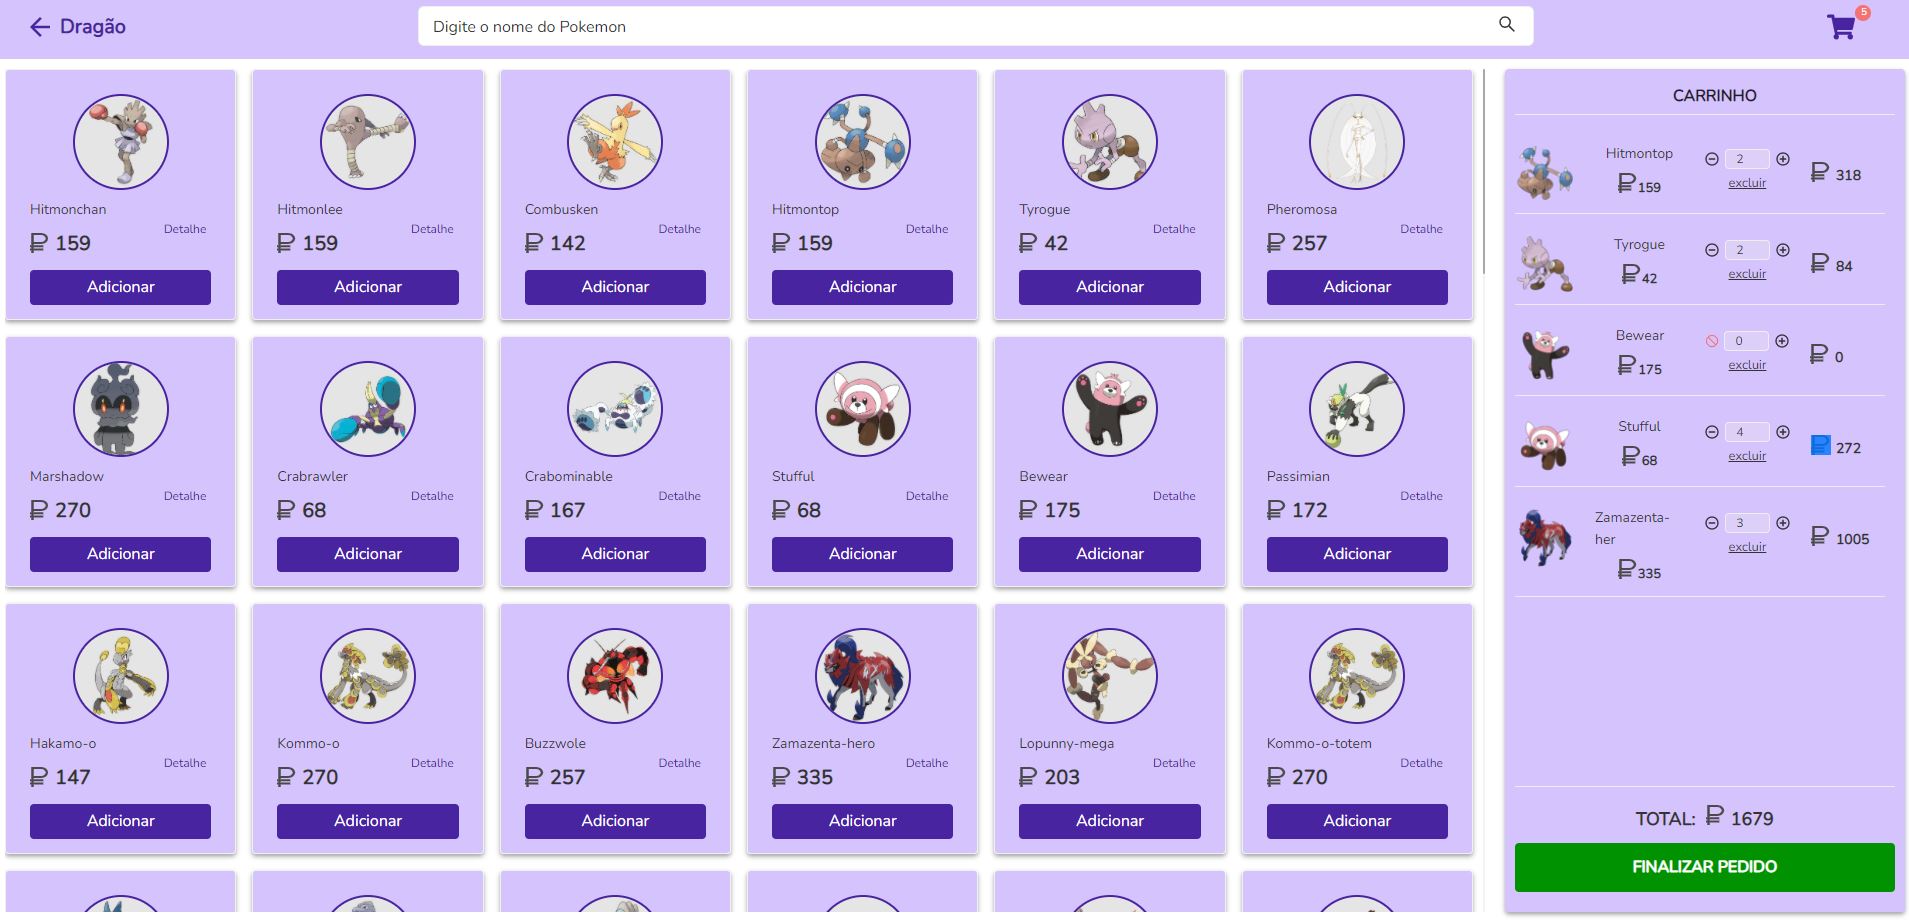 Dragão
Digite o nome do Pokemon
5
Hitmonchan
Detalhe
159
Adicionar
Hitmonlee
Detalhe
159
Adicionar
Combusken
Detalhe
142
Adicionar
Hitmontop
Detalhe
159
Adicionar
Tyrogue
Detalhe
42
Adicionar
Pheromosa
Detalhe
257
Adicionar
Marshadow
Detalhe
270
Adicionar
Crabrawler
Detalhe
68
Adicionar
Crabominable
Detalhe
167
Adicionar
Stufful
Detalhe
68
Adicionar
Bewear
Detalhe
175
Adicionar
Passimian
Detalhe
172
Adicionar
Hakamo-o
Detalhe
147
Adicionar
Kommo-o
Detalhe
270
Adicionar
Buzzwole
Detalhe
257
Adicionar
Zamazenta-hero
Detalhe
335
Adicionar
Lopunny-mega
Detalhe
203
Adicionar
Kommo-o-totem
Detalhe
270
Adicionar
CARRINHO
Hitmontop
159
2
excluir
318
Tyrogue
42
2
excluir
84
Bewear
175
0
excluir
0
Stufful
68
4
excluir
272
Zamazenta-
her
335
3
excluir
1005
TOTAL: 1679
FINALIZAR PEDIDO